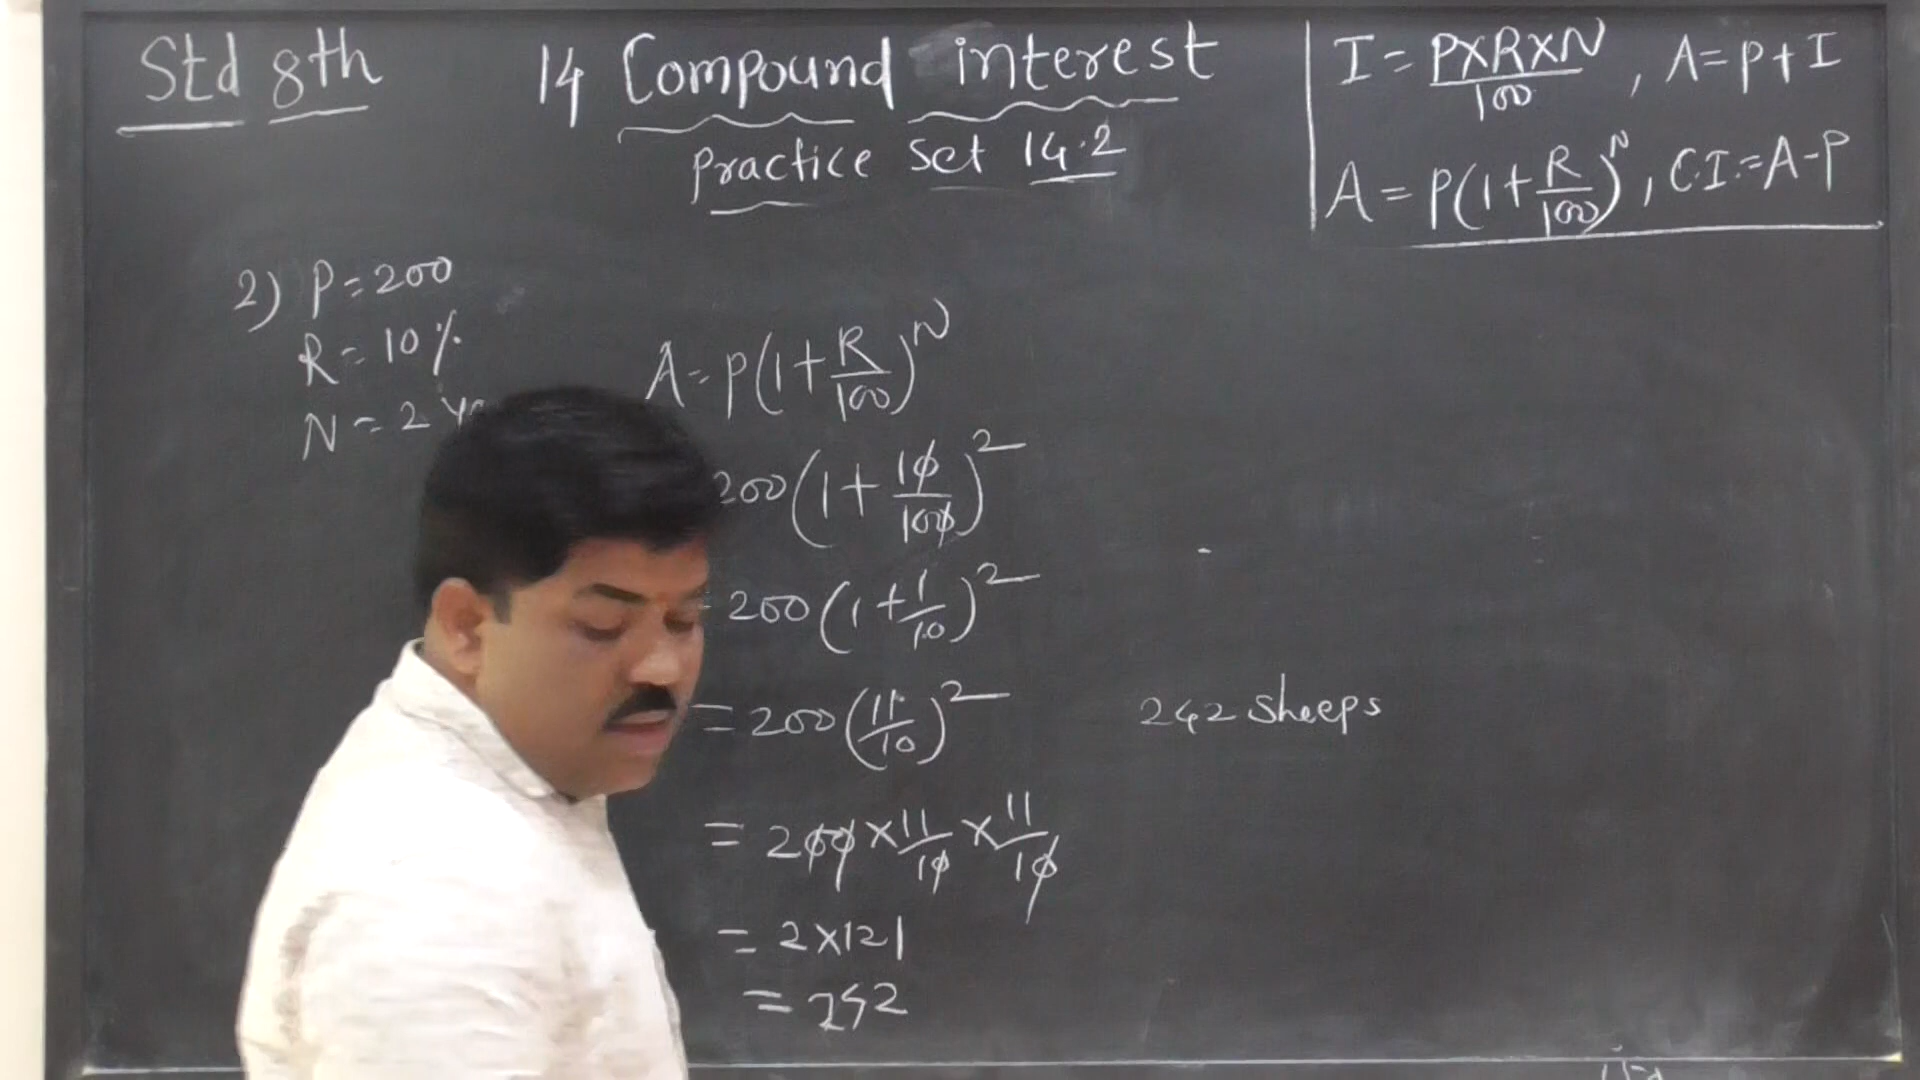 Std 8th
14 Compound interest
Practice Set 14.2
I = P×R×N/100 , A = P + I
A = P(1 + R/100)^N , C.I. = A - P
2) P = 200
R = 10 %
N = 2
A = P(1 + R/100)^N
200(1 + 10/100)^2
= 200(1 + 1/10)^2
= 200(11/10)^2
242 Sheeps
= 200 × 11/10 × 11/10
= 2×121
= 242